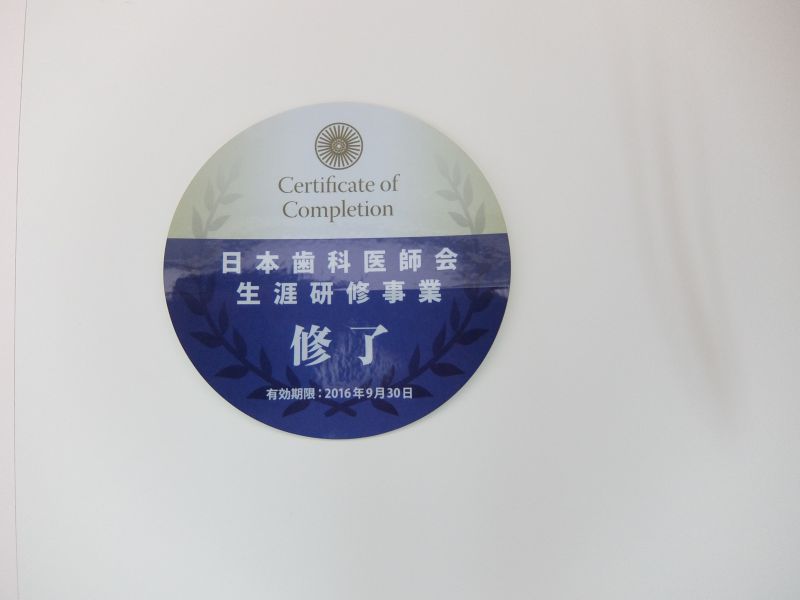 Certificate of
Completion
日本歯科医師会
生涯研修事業
修了
有効期限：2016年9月30日